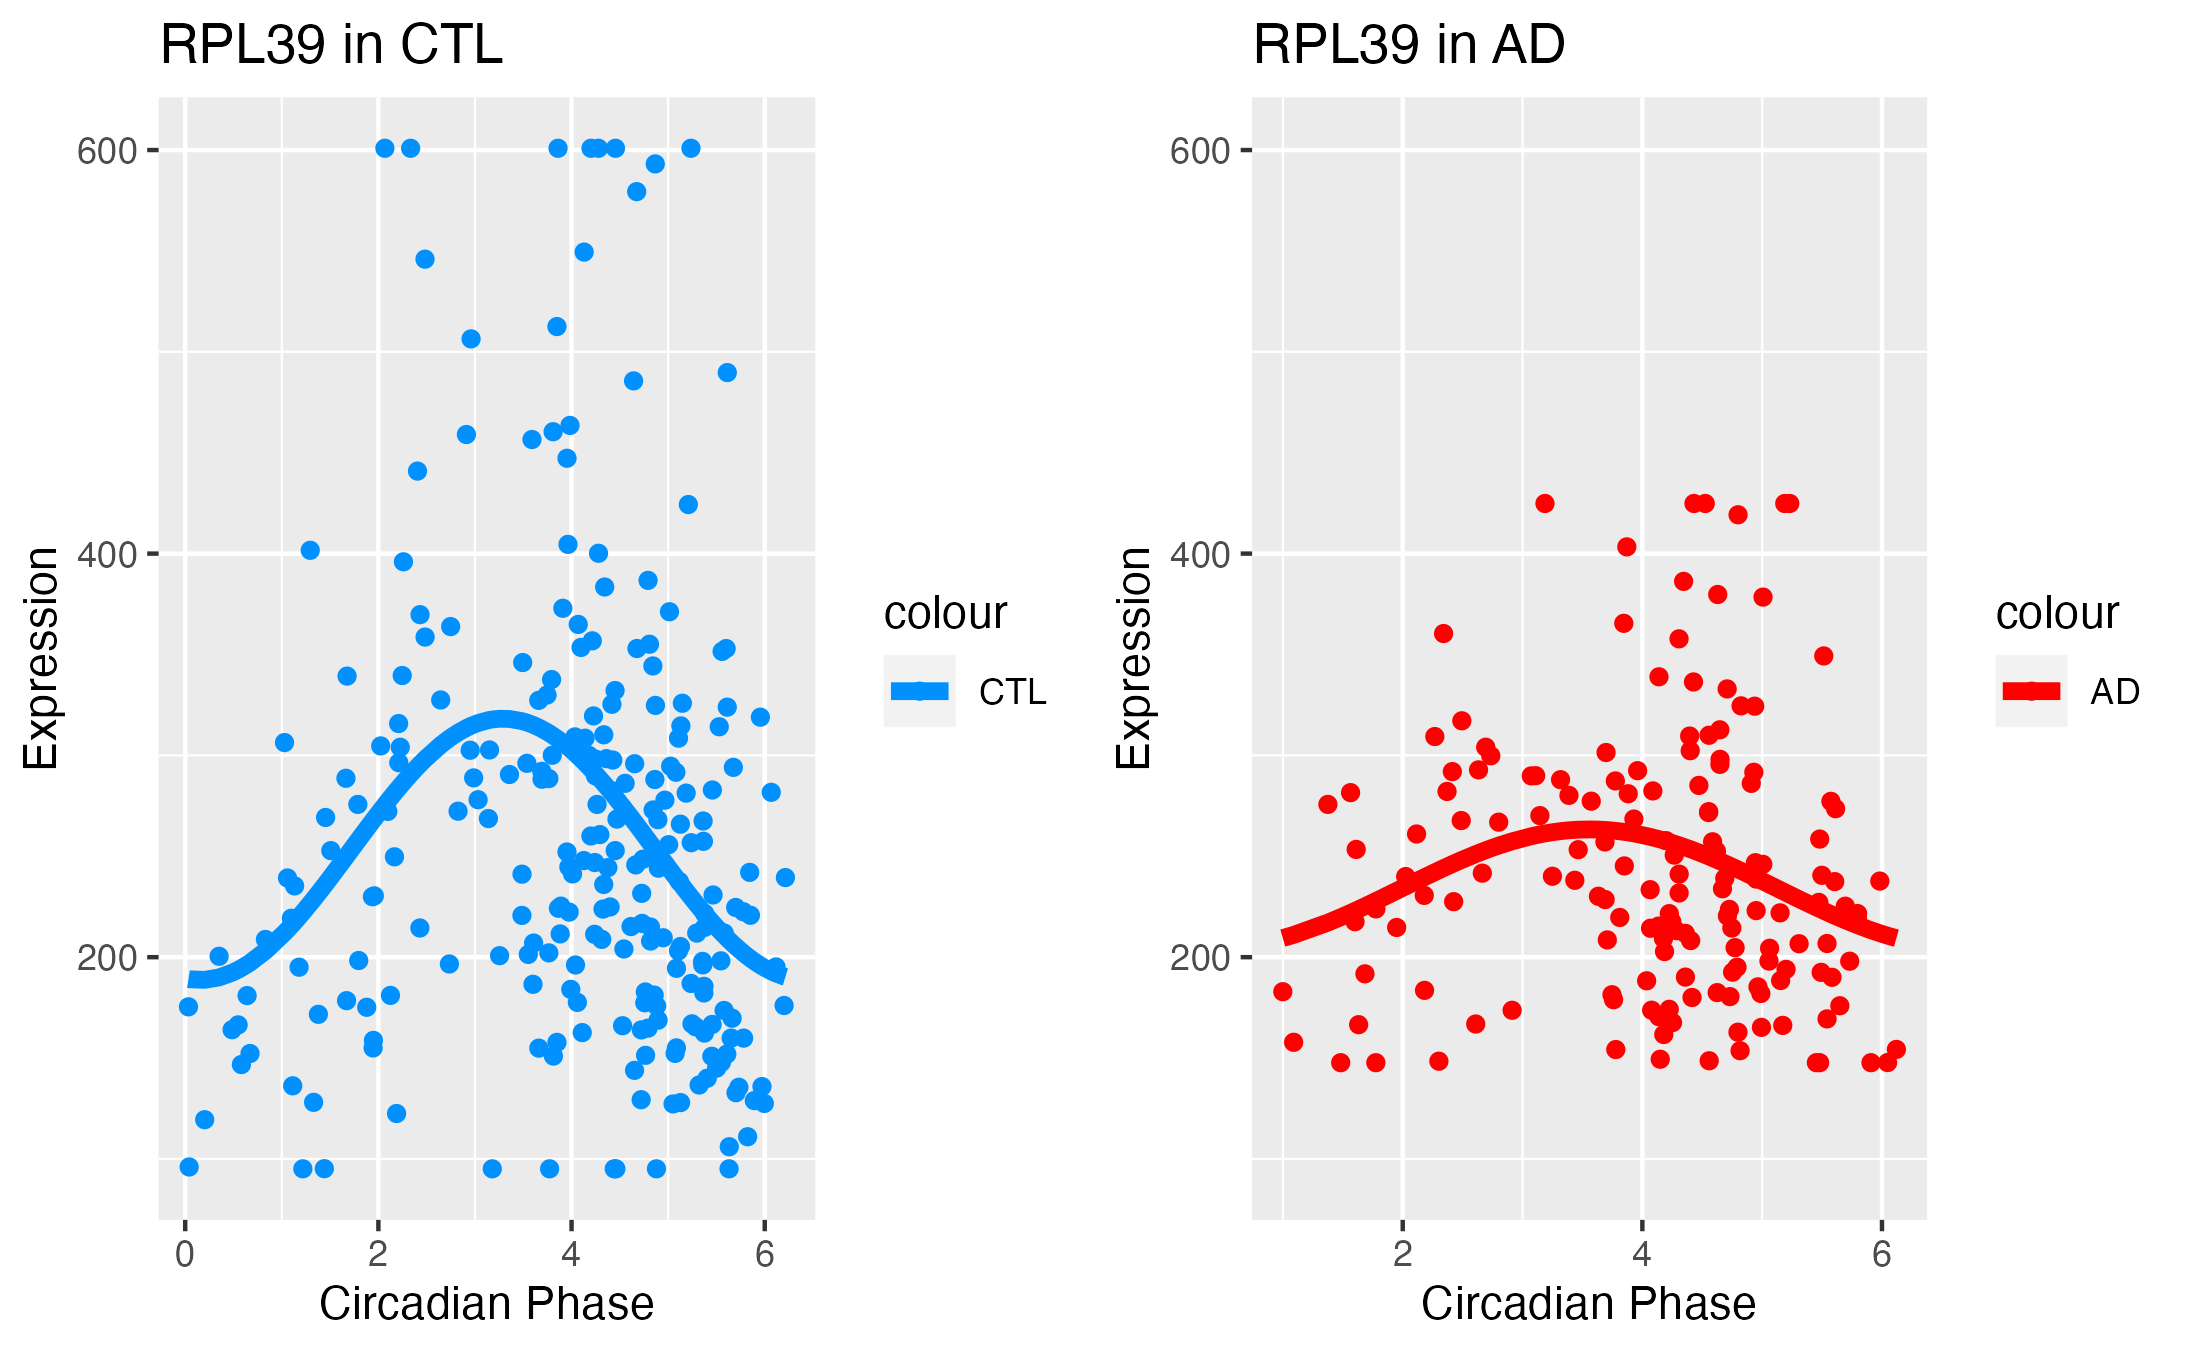 RPL39 in CTL
600
400
200
0 2 4 6
Circadian Phase
Expression
colour
CTL
RPL39 in AD
600
400
200
2 4 6
Circadian Phase
Expression
colour
AD